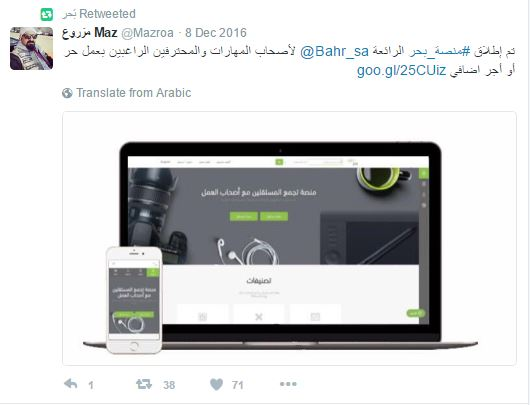 بَحر Retweeted
مزروع Maz @Mazroa · 8 Dec 2016
تم إطلاق #منصة_بحر الرائعة @Bahr_sa لأصحاب المهارات والمحترفين الراغبين بعمل حر
أو أجر اضافي goo.gl/25CUiz
Translate from Arabic
منصة تجمع المستقلين مع أصحاب العمل
تصنيفات
منصة تجمع المستقلين
مع أصحاب العمل
1 38 71